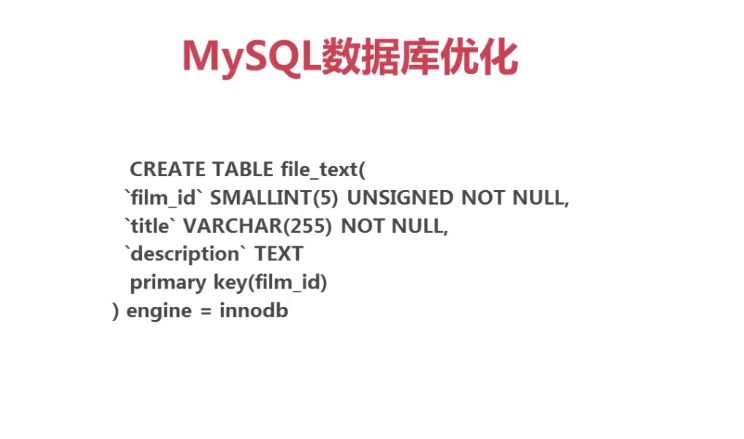 MySQL数据库优化
CREATE TABLE file_text(
`film_id` SMALLINT(5) UNSIGNED NOT NULL,
`title` VARCHAR(255) NOT NULL,
`description` TEXT
primary key(film_id)
) engine = innodb